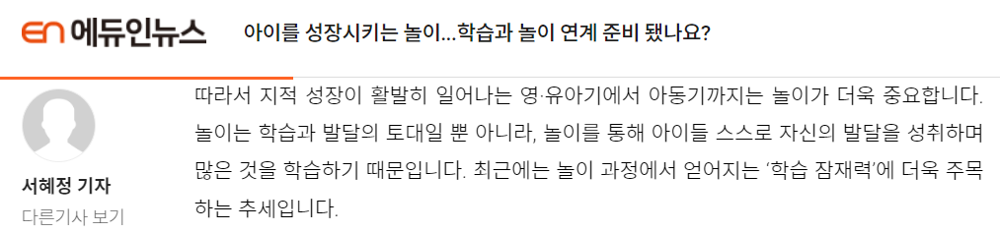 en 에듀인뉴스
아이를 성장시키는 놀이...학습과 놀이 연계 준비 됐나요?
따라서 지적 성장이 활발히 일어나는 영·유아기에서 아동기까지는 놀이가 더욱 중요합니다.
놀이는 학습과 발달의 토대일 뿐 아니라, 놀이를 통해 아이들 스스로 자신의 발달을 성취하며
많은 것을 학습하기 때문입니다. 최근에는 놀이 과정에서 얻어지는 ‘학습 잠재력’에 더욱 주목
하는 추세입니다.
서혜정 기자
다른기사 보기